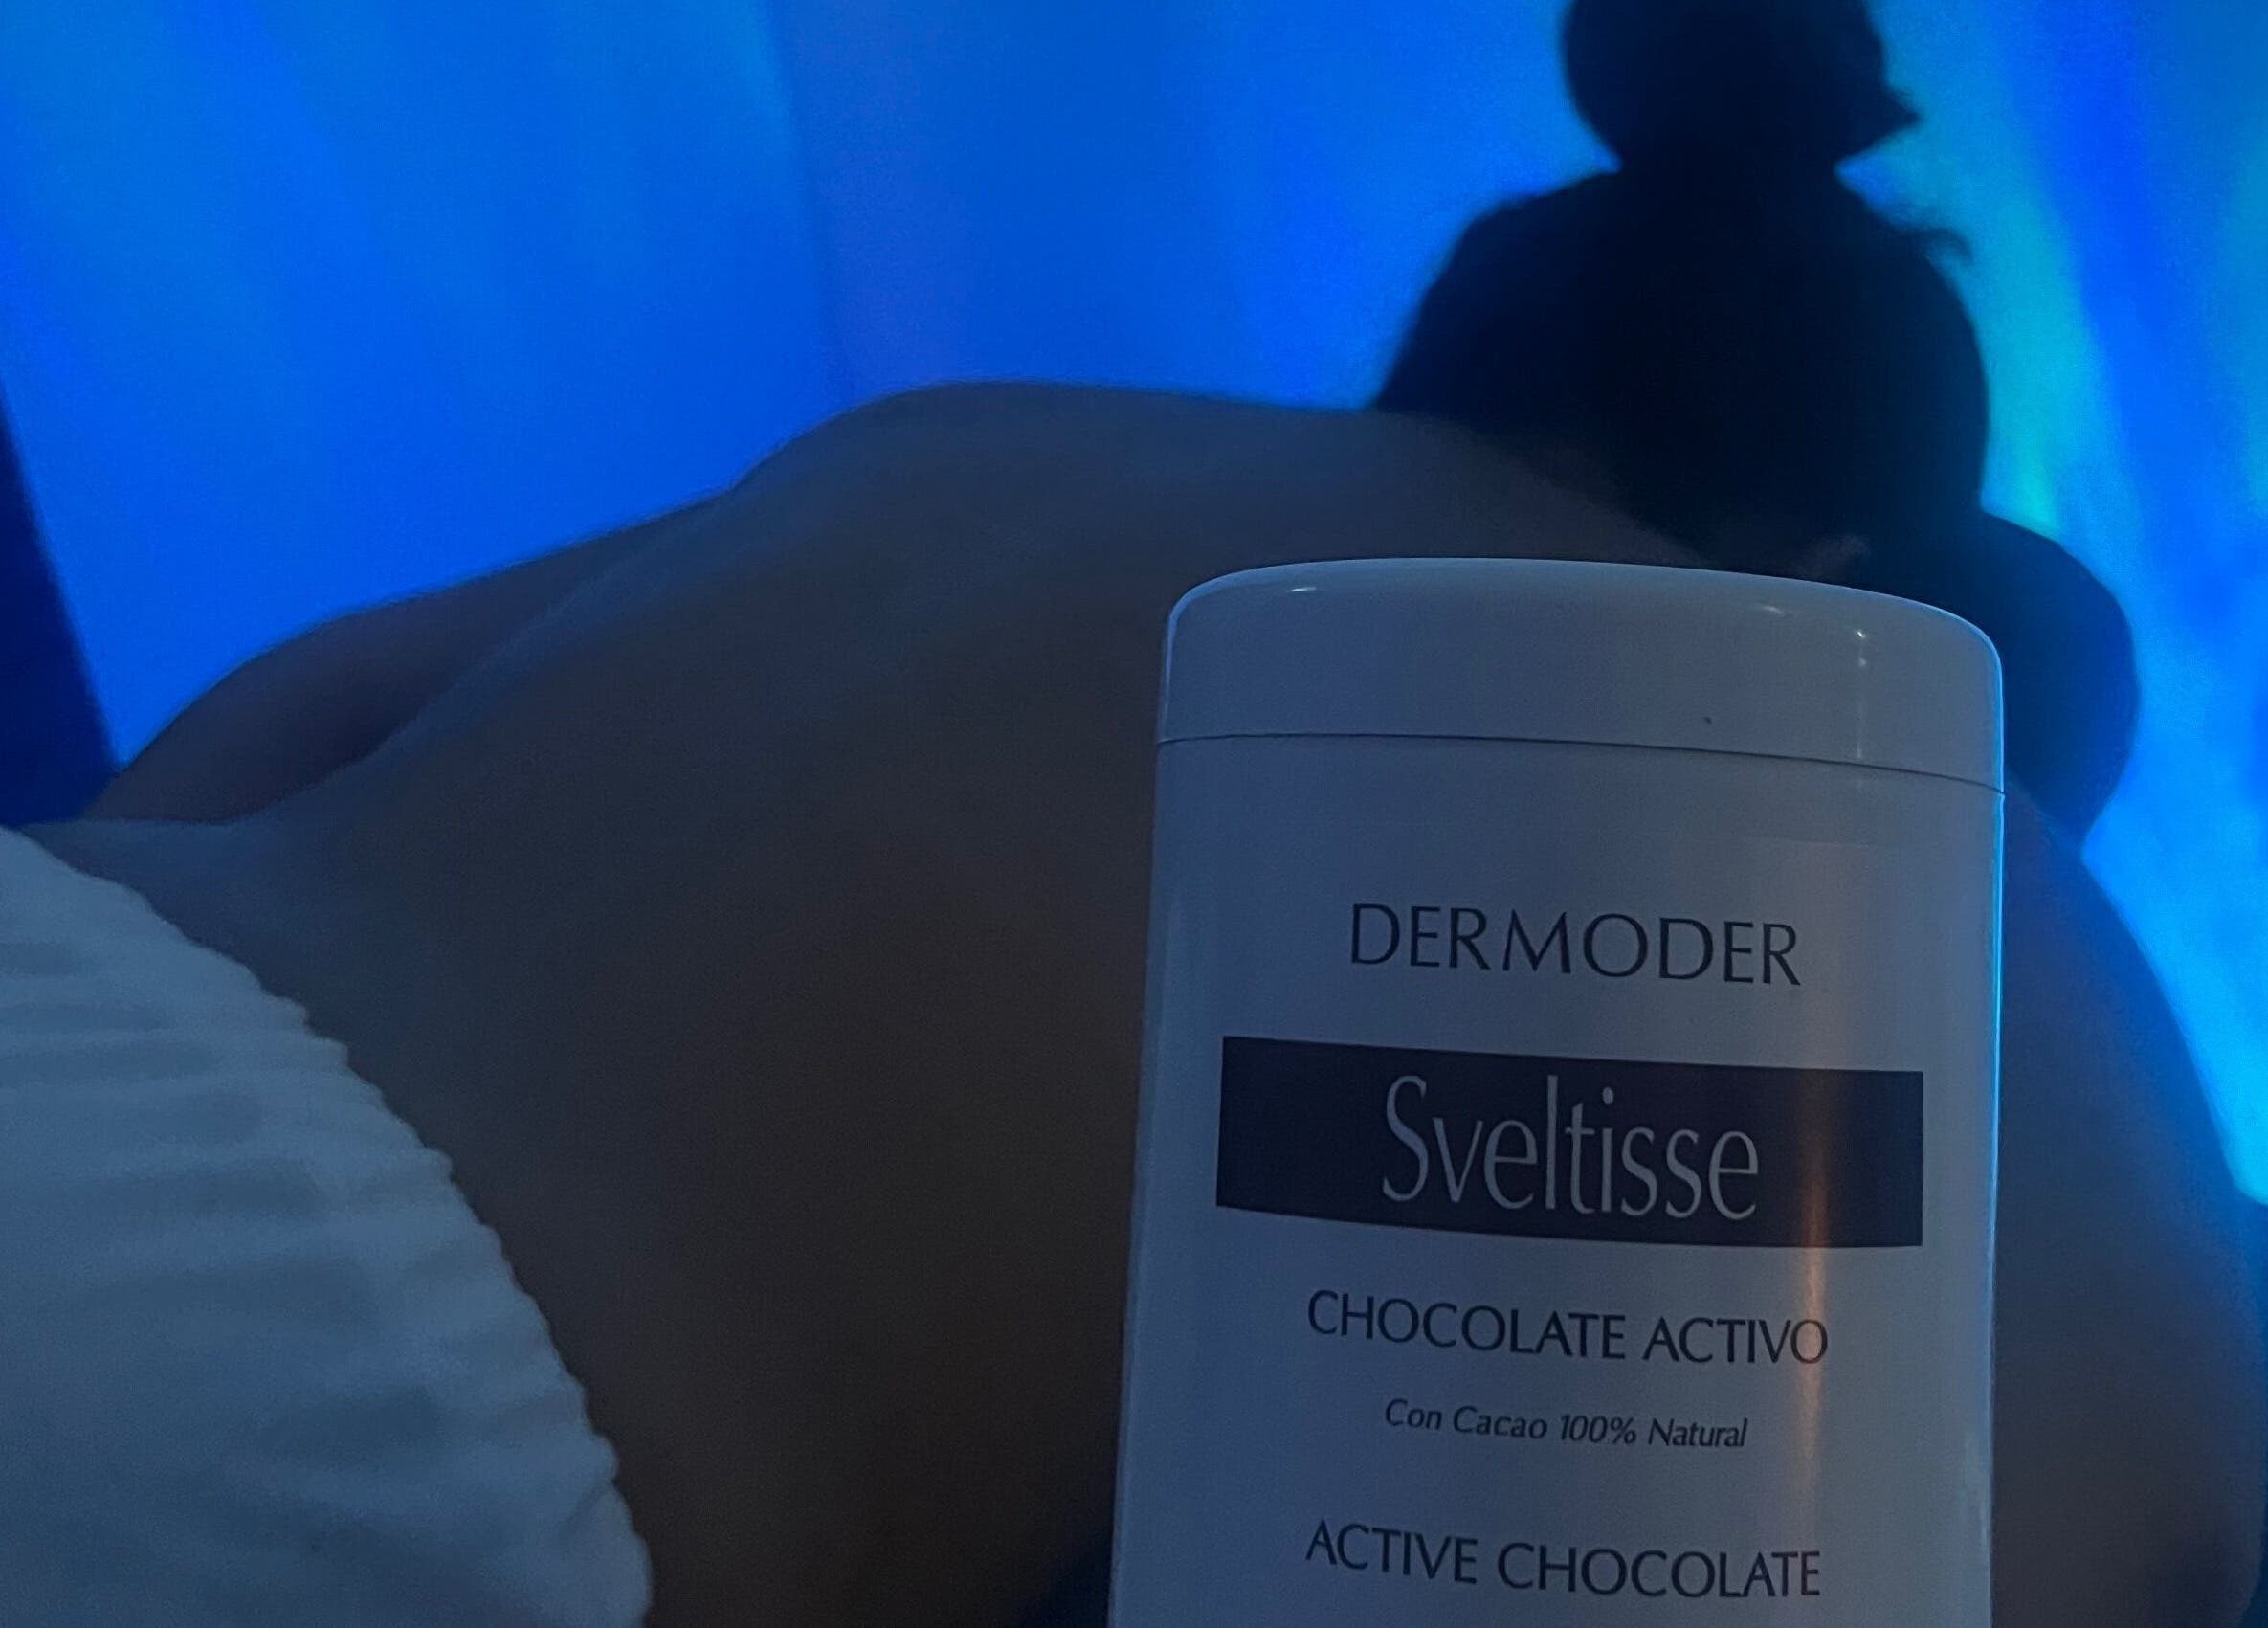 DERMODER
Sveltisse
CHOCOLATE ACTIVO
Con Cacao 100% Natural
ACTIVE CHOCOLATE